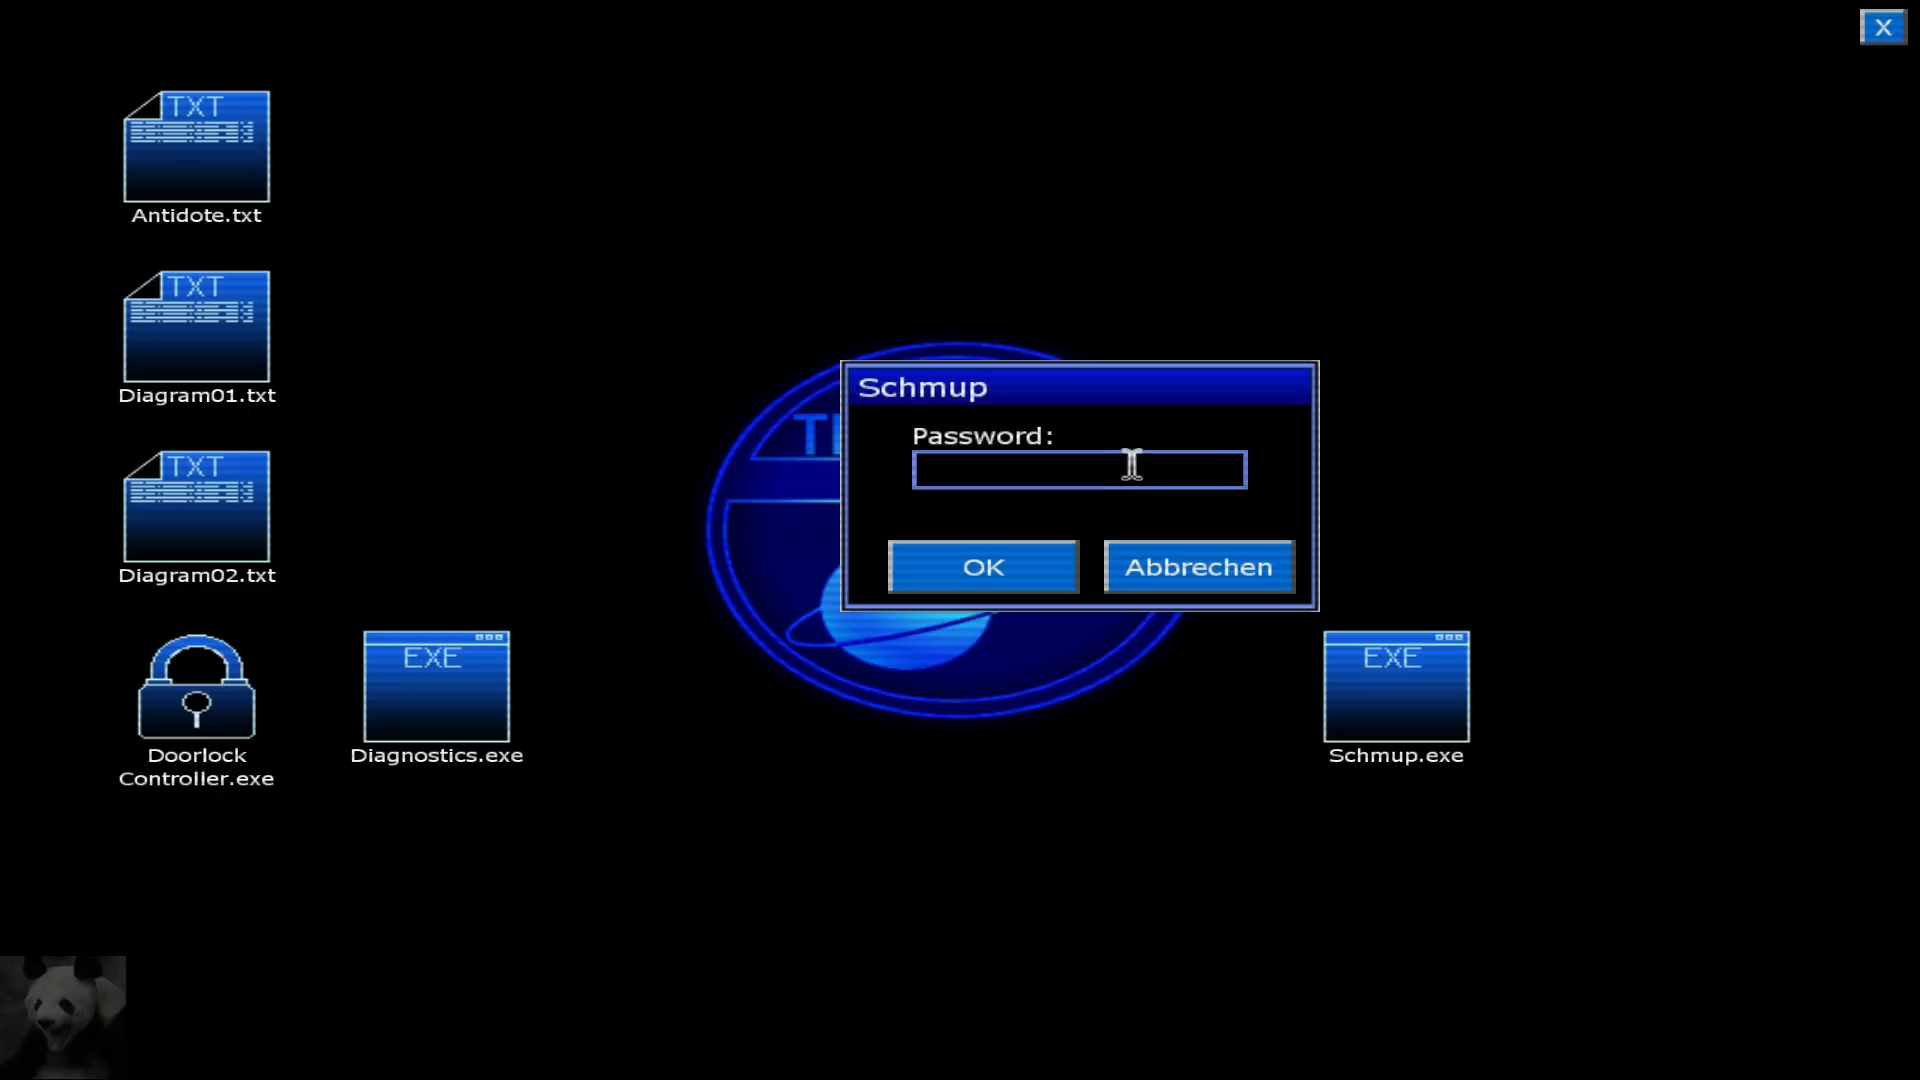 X
TXT
Antidote.txt
TXT
Diagram01.txt
TXT
Diagram02.txt
Schmup
Password:
OK
Abbrechen
Doorlock
Controller.exe
EXE
Diagnostics.exe
EXE
Schmup.exe